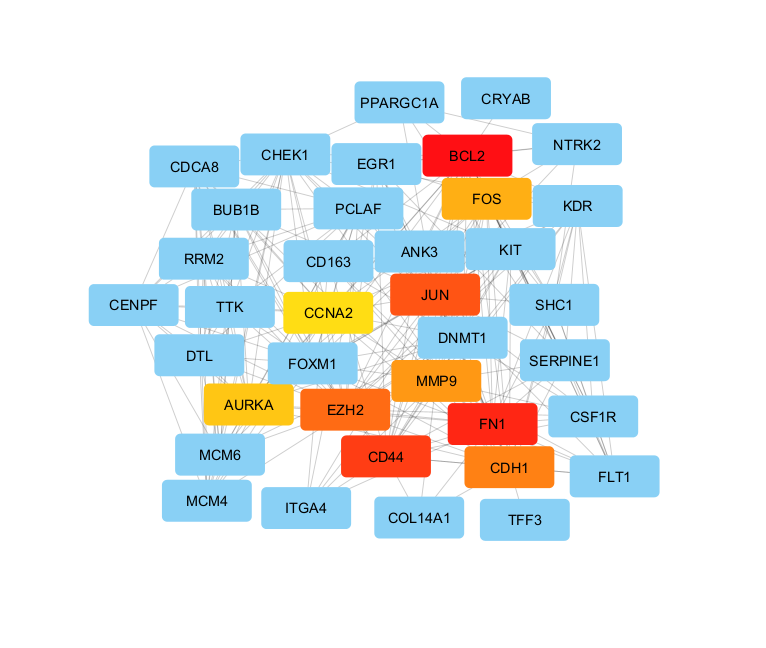 CRYAB
PPARGC1A
NTRK2
CHEK1
BCL2
EGR1
CDCA8
FOS
KDR
BUB1B
PCLAF
KIT
ANK3
RRM2
CD163
JUN
CENPF
TTK
CCNA2
SHC1
DNMT1
DTL
FOXM1
SERPINE1
MMP9
AURKA
EZH2
CSF1R
FN1
MCM6
CD44
CDH1
FLT1
MCM4
ITGA4
COL14A1
TFF3